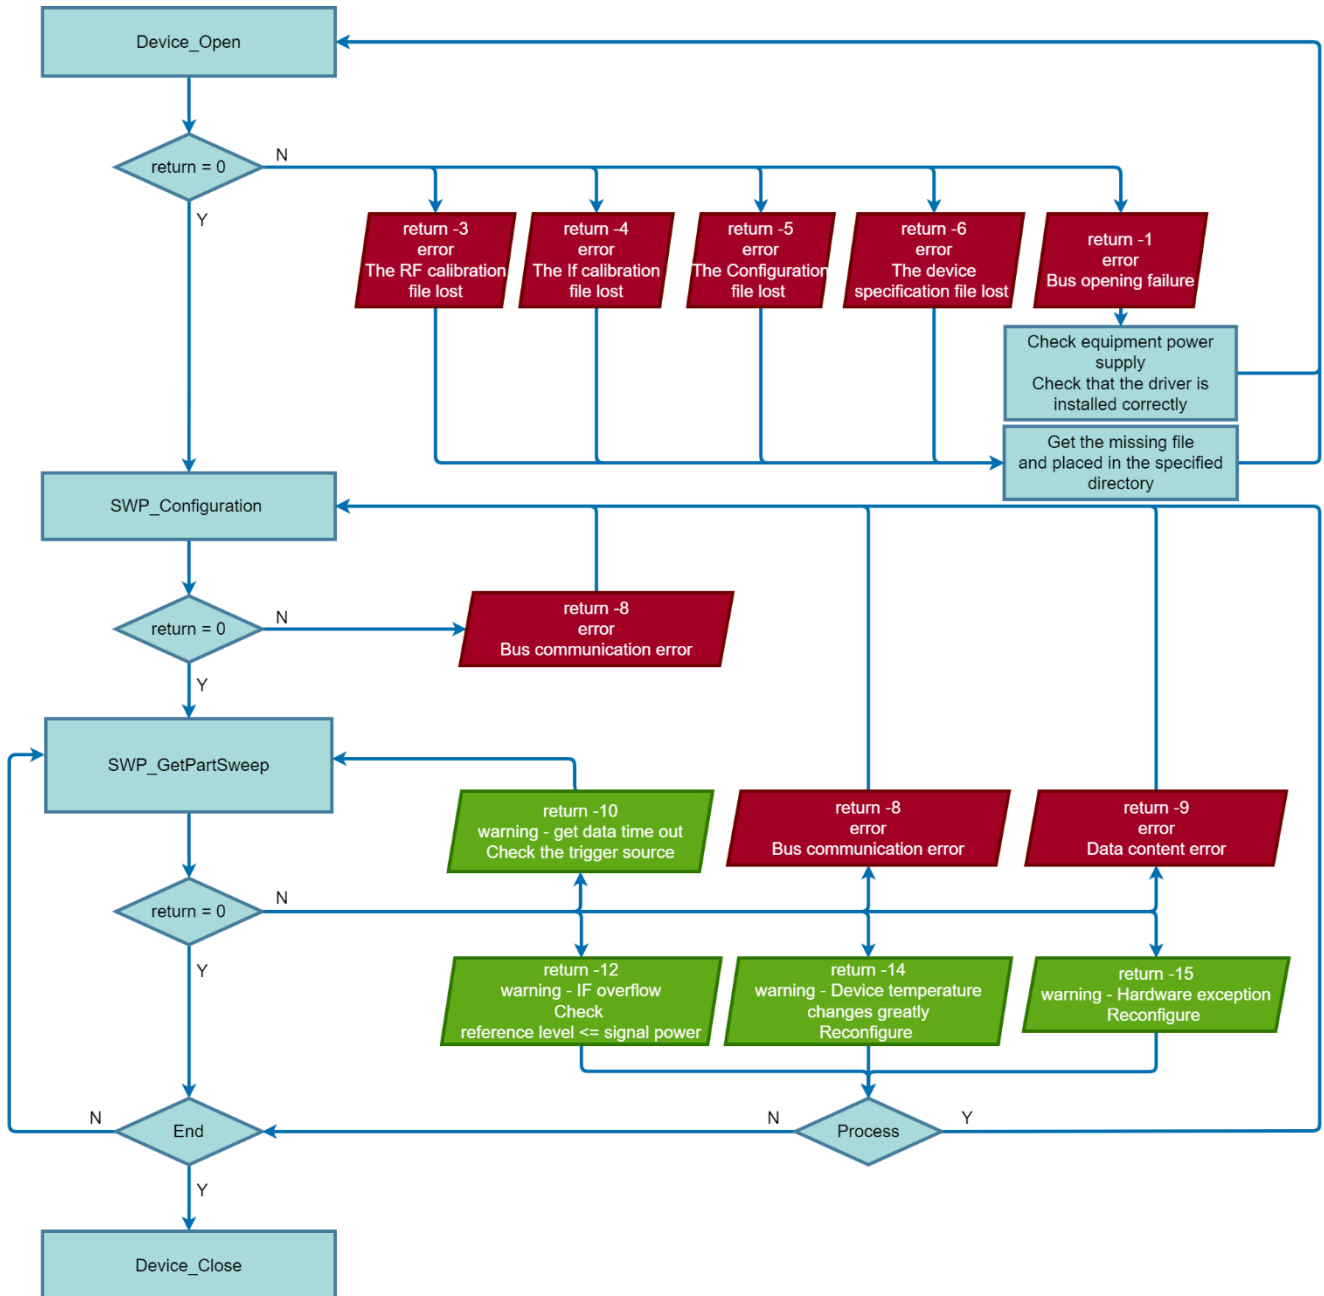 Device_Open
return = 0
N
Y
return -3
error
The RF calibration
file lost
return -4
error
The If calibration
file lost
return -5
error
The Configuration
file lost
return -6
error
The device
specification file lost
return -1
error
Bus opening failure
Check equipment power
supply
Check that the driver is
installed correctly
Get the missing file
and placed in the specified
directory
SWP_Configuration
return = 0
N
Y
return -8
error
Bus communication error
SWP_GetPartSweep
return -10
warning - get data time out
Check the trigger source
return -8
error
Bus communication error
return -9
error
Data content error
return = 0
N
Y
return -12
warning - IF overflow
Check
reference level <= signal power
return -14
warning - Device temperature
changes greatly
Reconfigure
return -15
warning - Hardware exception
Reconfigure
N
End
N
Process
Y
Y
Device_Close